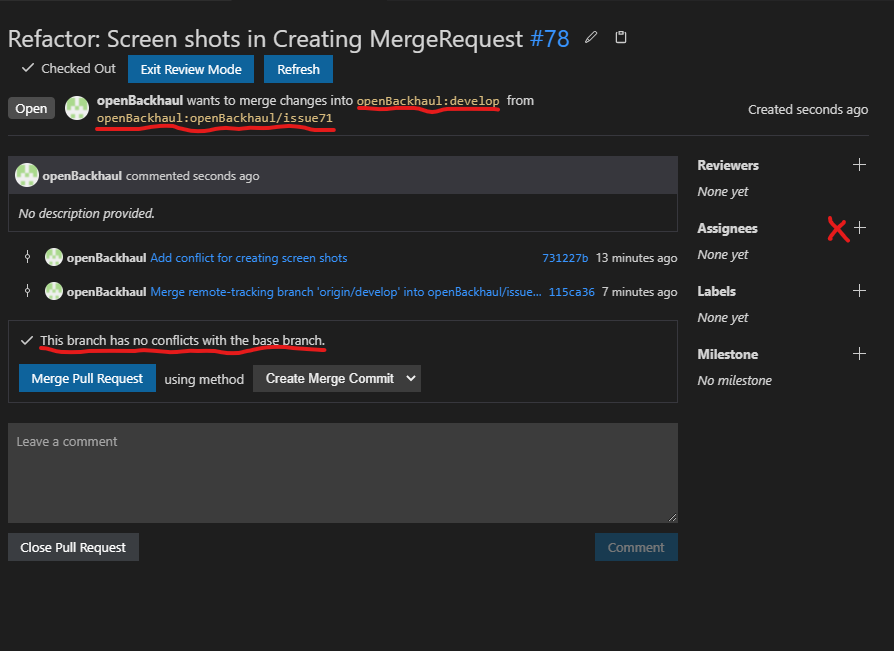 Refactor: Screen shots in Creating MergeRequest #78
Checked Out Exit Review Mode Refresh
Open openBackhaul wants to merge changes into openBackhaul:develop from
openBackhaul:openBackhaul/issue71
Created seconds ago
openBackhaul commented seconds ago
No description provided.
openBackhaul Add conflict for creating screen shots 731227b 13 minutes ago
openBackhaul Merge remote-tracking branch 'origin/develop' into openBackhaul/issue... 115ca36 7 minutes ago
This branch has no conflicts with the base branch.
Merge Pull Request using method Create Merge Commit
Leave a comment
Close Pull Request Comment
Reviewers
None yet
Assignees
None yet
Labels
None yet
Milestone
No milestone